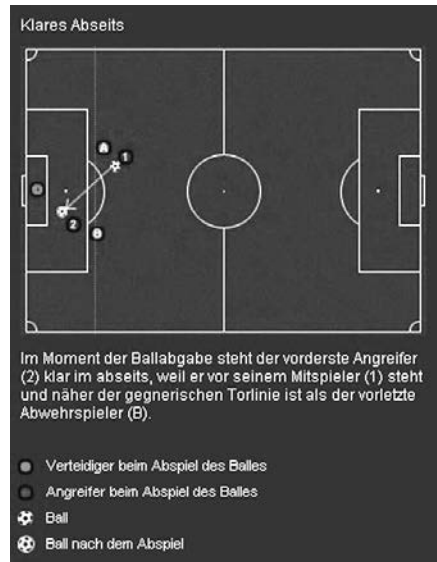 Klares Abseits
A
1
2
B
Im Moment der Ballabgabe steht der vorderste Angreifer
(2) klar im abseits, weil er vor seinem Mitspieler (1) steht
und näher der gegnerischen Torlinie ist als der vorletzte
Abwehrspieler (B).
Verteidiger beim Abspiel des Balles
Angreifer beim Abspiel des Balles
Ball
Ball nach dem Abspiel